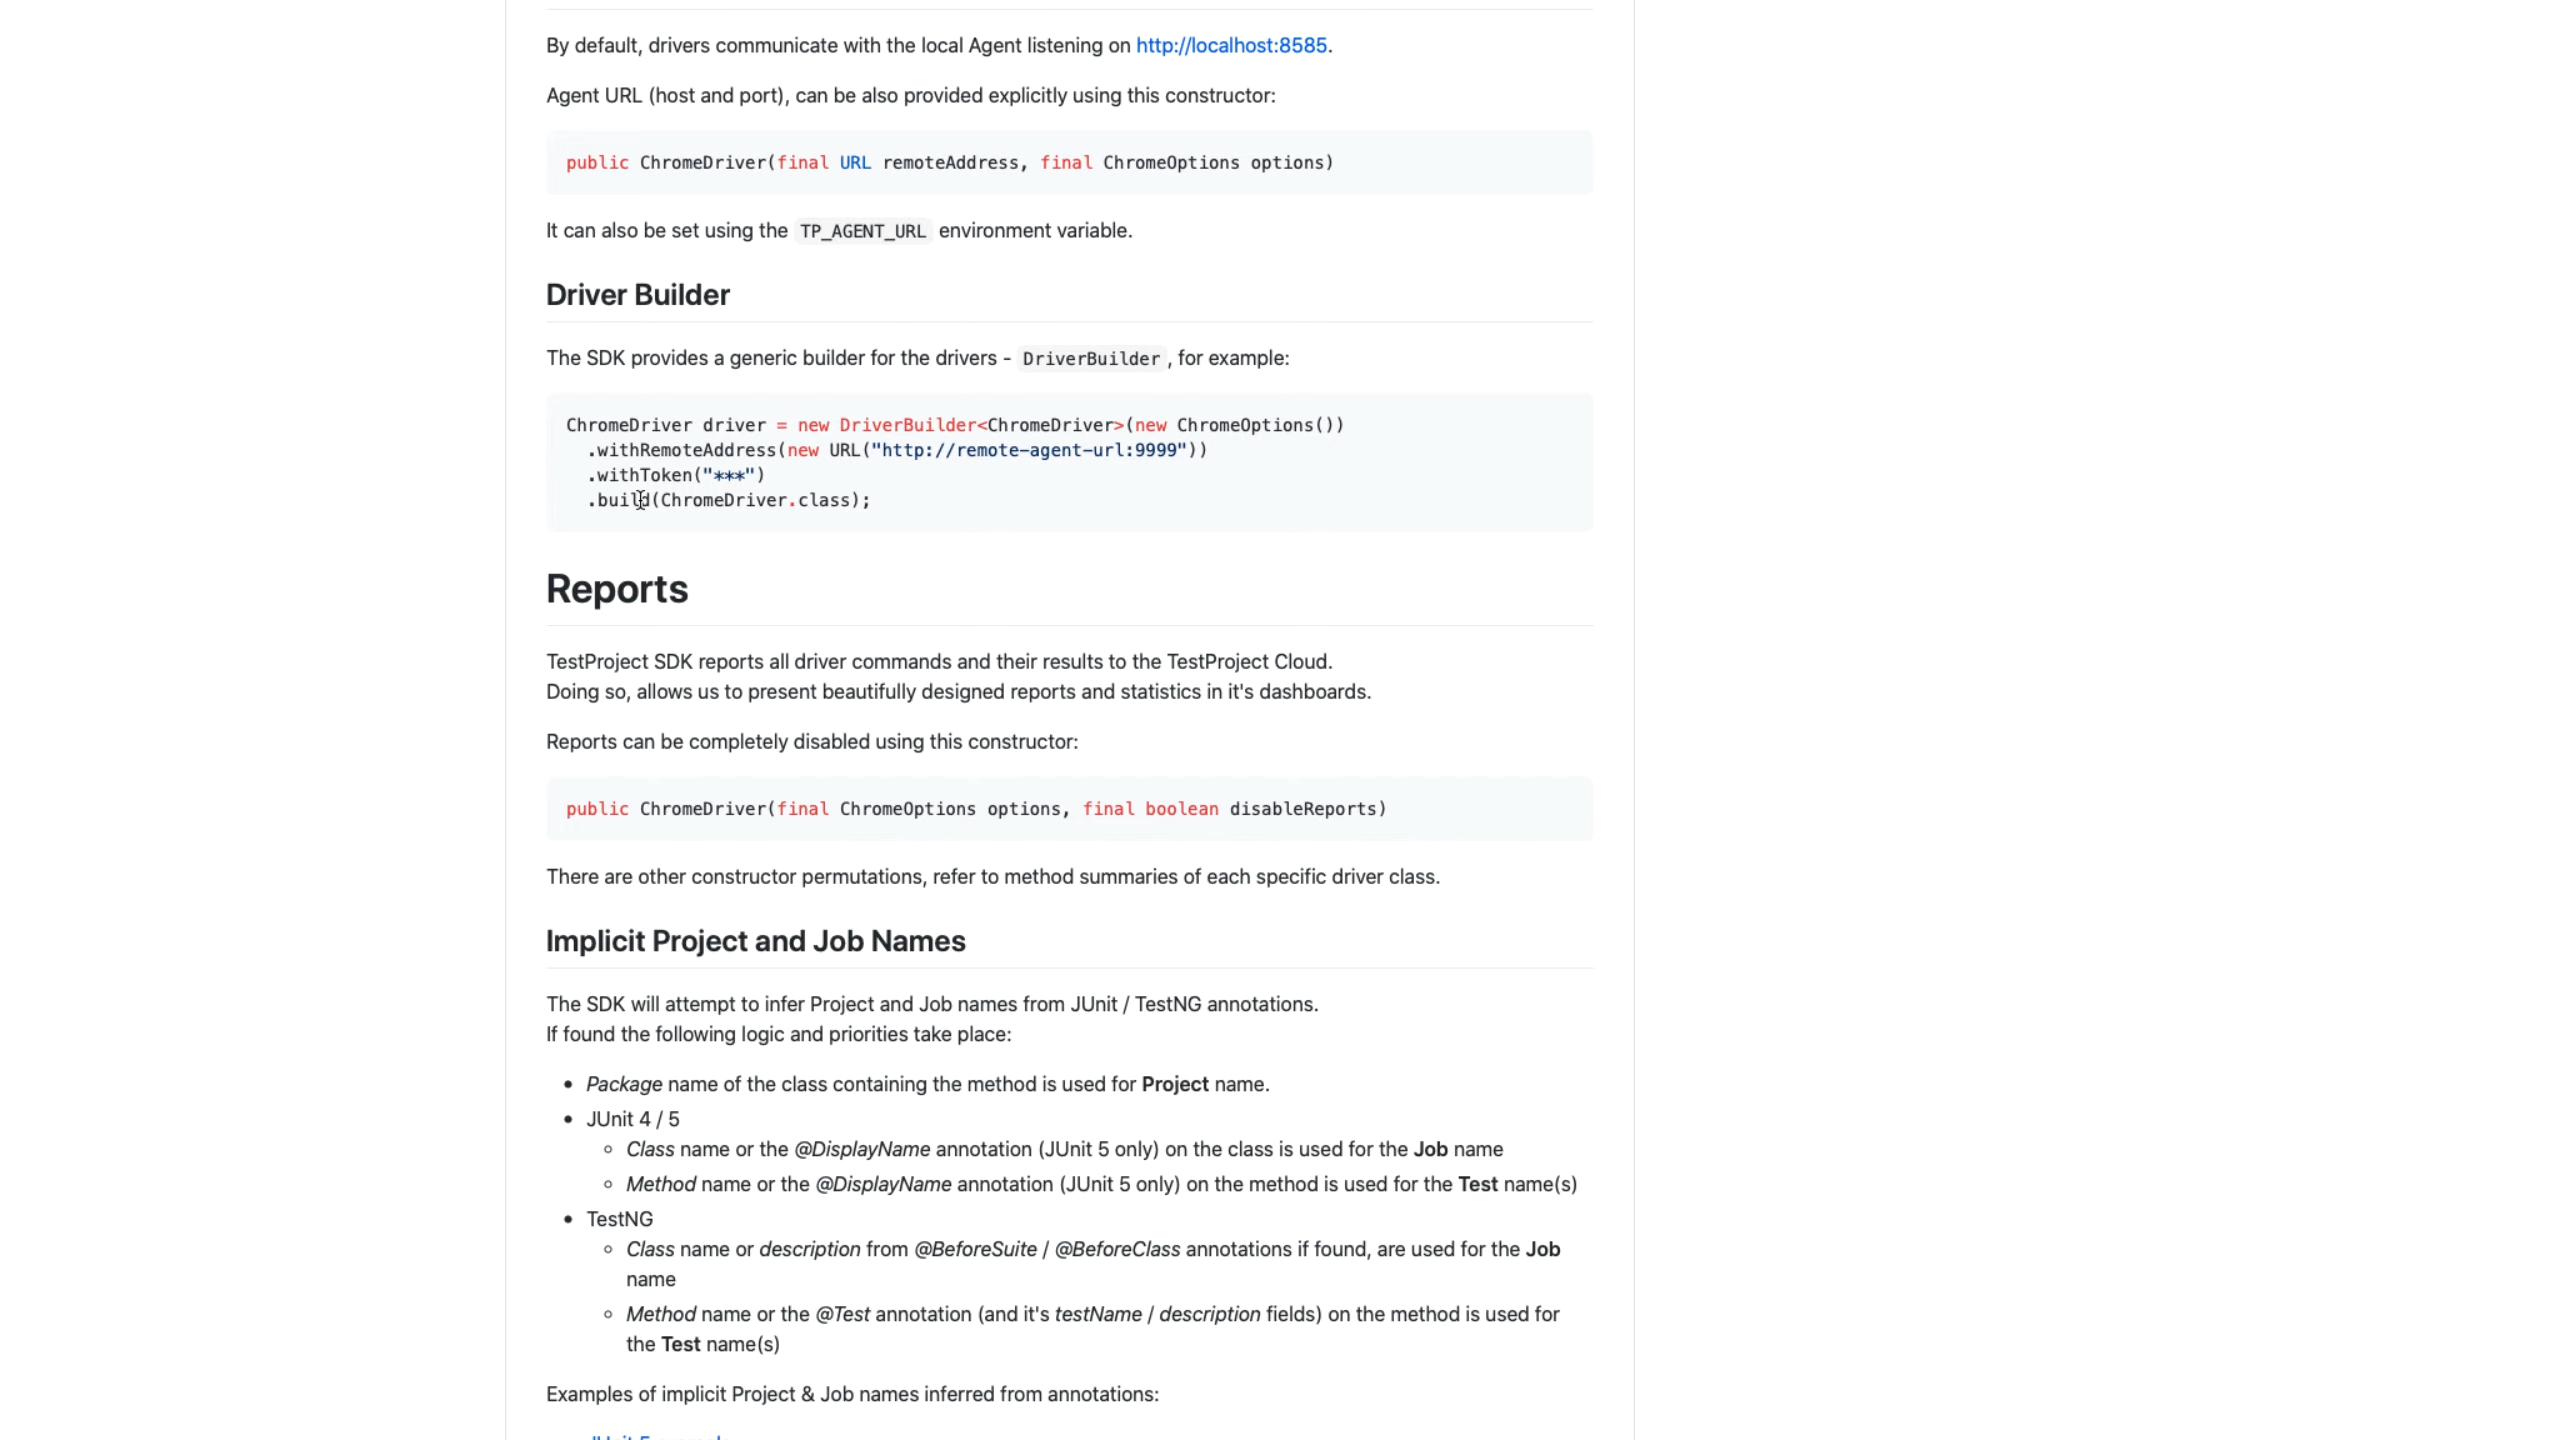 By default, drivers communicate with the local Agent listening on http://localhost:8585.
Agent URL (host and port), can be also provided explicitly using this constructor:
public ChromeDriver(final URL remoteAddress, final ChromeOptions options)
It can also be set using the TP_AGENT_URL environment variable.
Driver Builder
The SDK provides a generic builder for the drivers - DriverBuilder, for example:
ChromeDriver driver = new DriverBuilder<ChromeDriver>(new ChromeOptions())
  .withRemoteAddress(new URL("http://remote-agent-url:9999"))
  .withToken("***")
  .build(ChromeDriver.class);
Reports
TestProject SDK reports all driver commands and their results to the TestProject Cloud.
Doing so, allows us to present beautifully designed reports and statistics in it's dashboards.
Reports can be completely disabled using this constructor:
public ChromeDriver(final ChromeOptions options, final boolean disableReports)
There are other constructor permutations, refer to method summaries of each specific driver class.
Implicit Project and Job Names
The SDK will attempt to infer Project and Job names from JUnit / TestNG annotations.
If found the following logic and priorities take place:
• Package name of the class containing the method is used for Project name.
• JUnit 4 / 5
◦ Class name or the @DisplayName annotation (JUnit 5 only) on the class is used for the Job name
◦ Method name or the @DisplayName annotation (JUnit 5 only) on the method is used for the Test name(s)
• TestNG
◦ Class name or description from @BeforeSuite / @BeforeClass annotations if found, are used for the Job
name
◦ Method name or the @Test annotation (and it's testName / description fields) on the method is used for
the Test name(s)
Examples of implicit Project & Job names inferred from annotations: